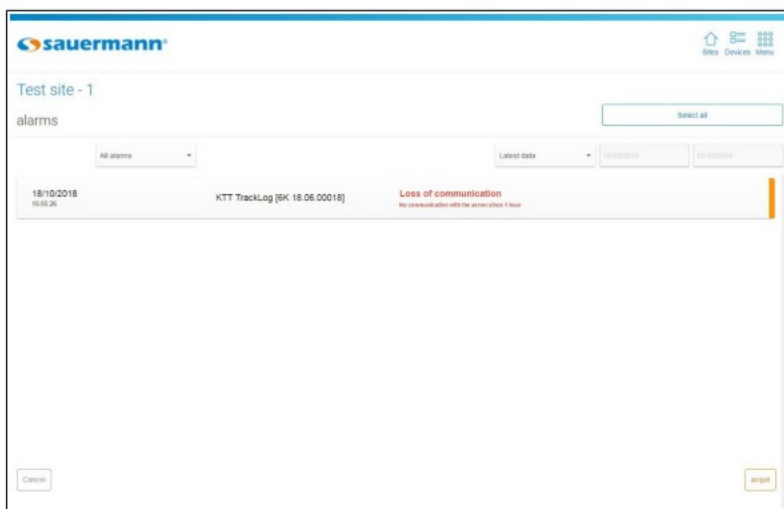 sauermann®
Sites Devices Menu
Test site - 1
alarms
Select all
All alarms
Latest data
18/10/2018
15:55:26
KTT TrackLog [6K 18.06.00018]
Loss of communication
No communication with the server since 1 hour
Cancel
acquit